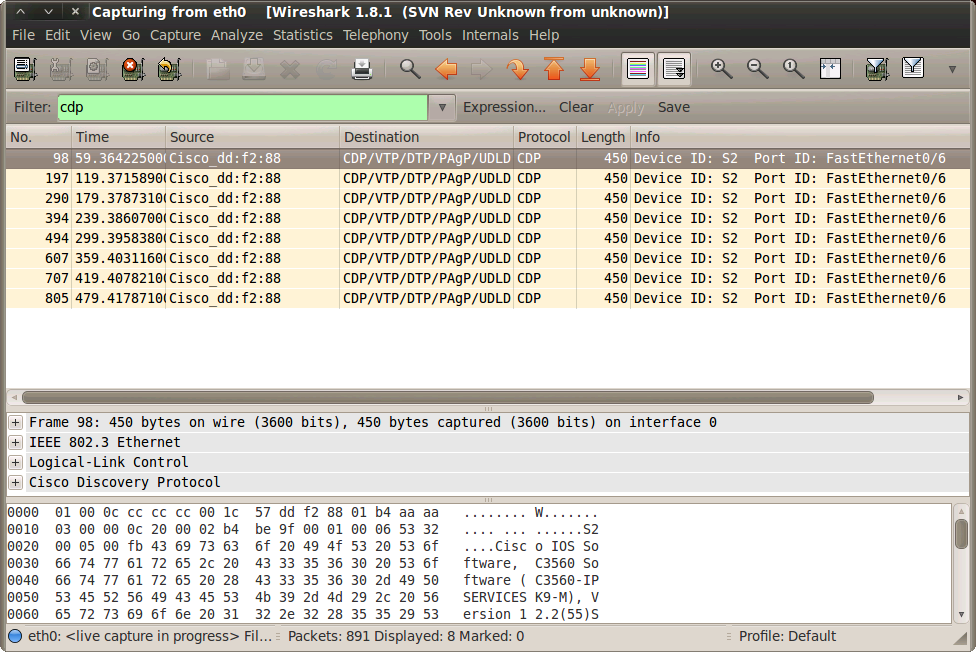 Capturing from eth0 [Wireshark 1.8.1 (SVN Rev Unknown from unknown)]
File Edit View Go Capture Analyze Statistics Telephony Tools Internals Help
Filter: cdp Expression... Clear Apply Save
No. Time Source Destination Protocol Length Info
98 59.364225000 Cisco_dd:f2:88 CDP/VTP/DTP/PAgP/UDLD CDP 450 Device ID: S2 Port ID: FastEthernet0/6
197 119.37158900 Cisco_dd:f2:88 CDP/VTP/DTP/PAgP/UDLD CDP 450 Device ID: S2 Port ID: FastEthernet0/6
290 179.37873100 Cisco_dd:f2:88 CDP/VTP/DTP/PAgP/UDLD CDP 450 Device ID: S2 Port ID: FastEthernet0/6
394 239.38607000 Cisco_dd:f2:88 CDP/VTP/DTP/PAgP/UDLD CDP 450 Device ID: S2 Port ID: FastEthernet0/6
494 299.39583800 Cisco_dd:f2:88 CDP/VTP/DTP/PAgP/UDLD CDP 450 Device ID: S2 Port ID: FastEthernet0/6
607 359.40311600 Cisco_dd:f2:88 CDP/VTP/DTP/PAgP/UDLD CDP 450 Device ID: S2 Port ID: FastEthernet0/6
707 419.40782100 Cisco_dd:f2:88 CDP/VTP/DTP/PAgP/UDLD CDP 450 Device ID: S2 Port ID: FastEthernet0/6
805 479.41787100 Cisco_dd:f2:88 CDP/VTP/DTP/PAgP/UDLD CDP 450 Device ID: S2 Port ID: FastEthernet0/6
Frame 98: 450 bytes on wire (3600 bits), 450 bytes captured (3600 bits) on interface 0
IEEE 802.3 Ethernet
Logical-Link Control
Cisco Discovery Protocol
0000 01 00 0c cc cc cc 00 1c 57 dd f2 88 01 b4 aa aa ........ W.......
0010 03 00 00 0c 20 00 02 b4 be 9f 00 01 00 06 53 32 .... ... ......S2
0020 00 05 00 fb 43 69 73 63 6f 20 49 4f 53 20 53 6f ....Cisc o IOS So
0030 66 74 77 61 72 65 2c 20 43 33 35 36 30 20 53 6f ftware, C3560 So
0040 66 74 77 61 72 65 20 28 43 33 35 36 30 2d 49 50 ftware ( C3560-IP
0050 53 45 52 56 49 43 45 53 4b 39 2d 4d 29 2c 20 56 SERVICES K9-M), V
0060 65 72 73 69 6f 6e 20 31 32 2e 32 28 35 35 29 53 ersion 1 2.2(55)S
eth0: <live capture in progress> Fil... Packets: 891 Displayed: 8 Marked: 0 Profile: Default